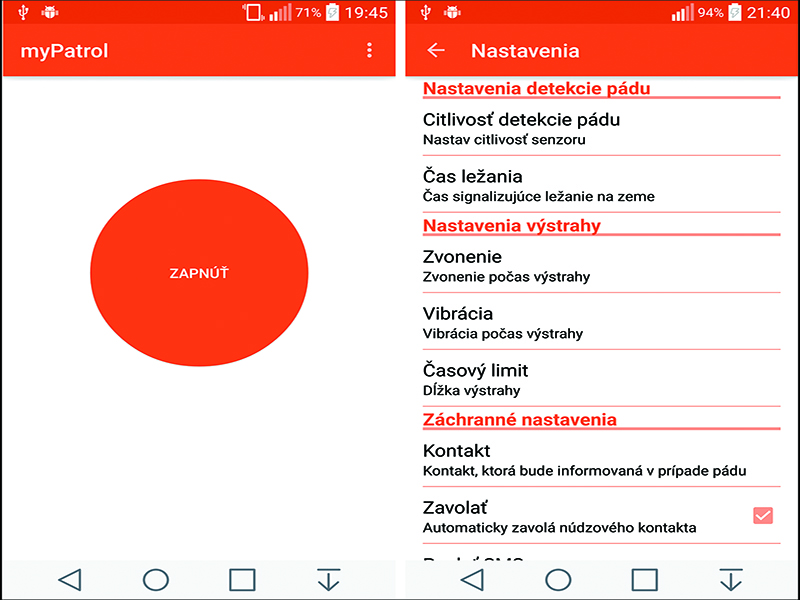 71% 19:45
myPatrol
ZAPNÚŤ
94% 21:40
Nastavenia
Nastavenia detekcie pádu
Citlivosť detekcie pádu
Nastav citlivosť senzoru
Čas ležania
Čas signalizujúce ležanie na zeme
Nastavenia výstrahy
Zvonenie
Zvonenie počas výstrahy
Vibrácia
Vibrácia počas výstrahy
Časový limit
Dĺžka výstrahy
Záchranné nastavenia
Kontakt
Kontakt, ktorá bude informovaná v prípade pádu
Zavolať
Automaticky zavolá núdzového kontakta